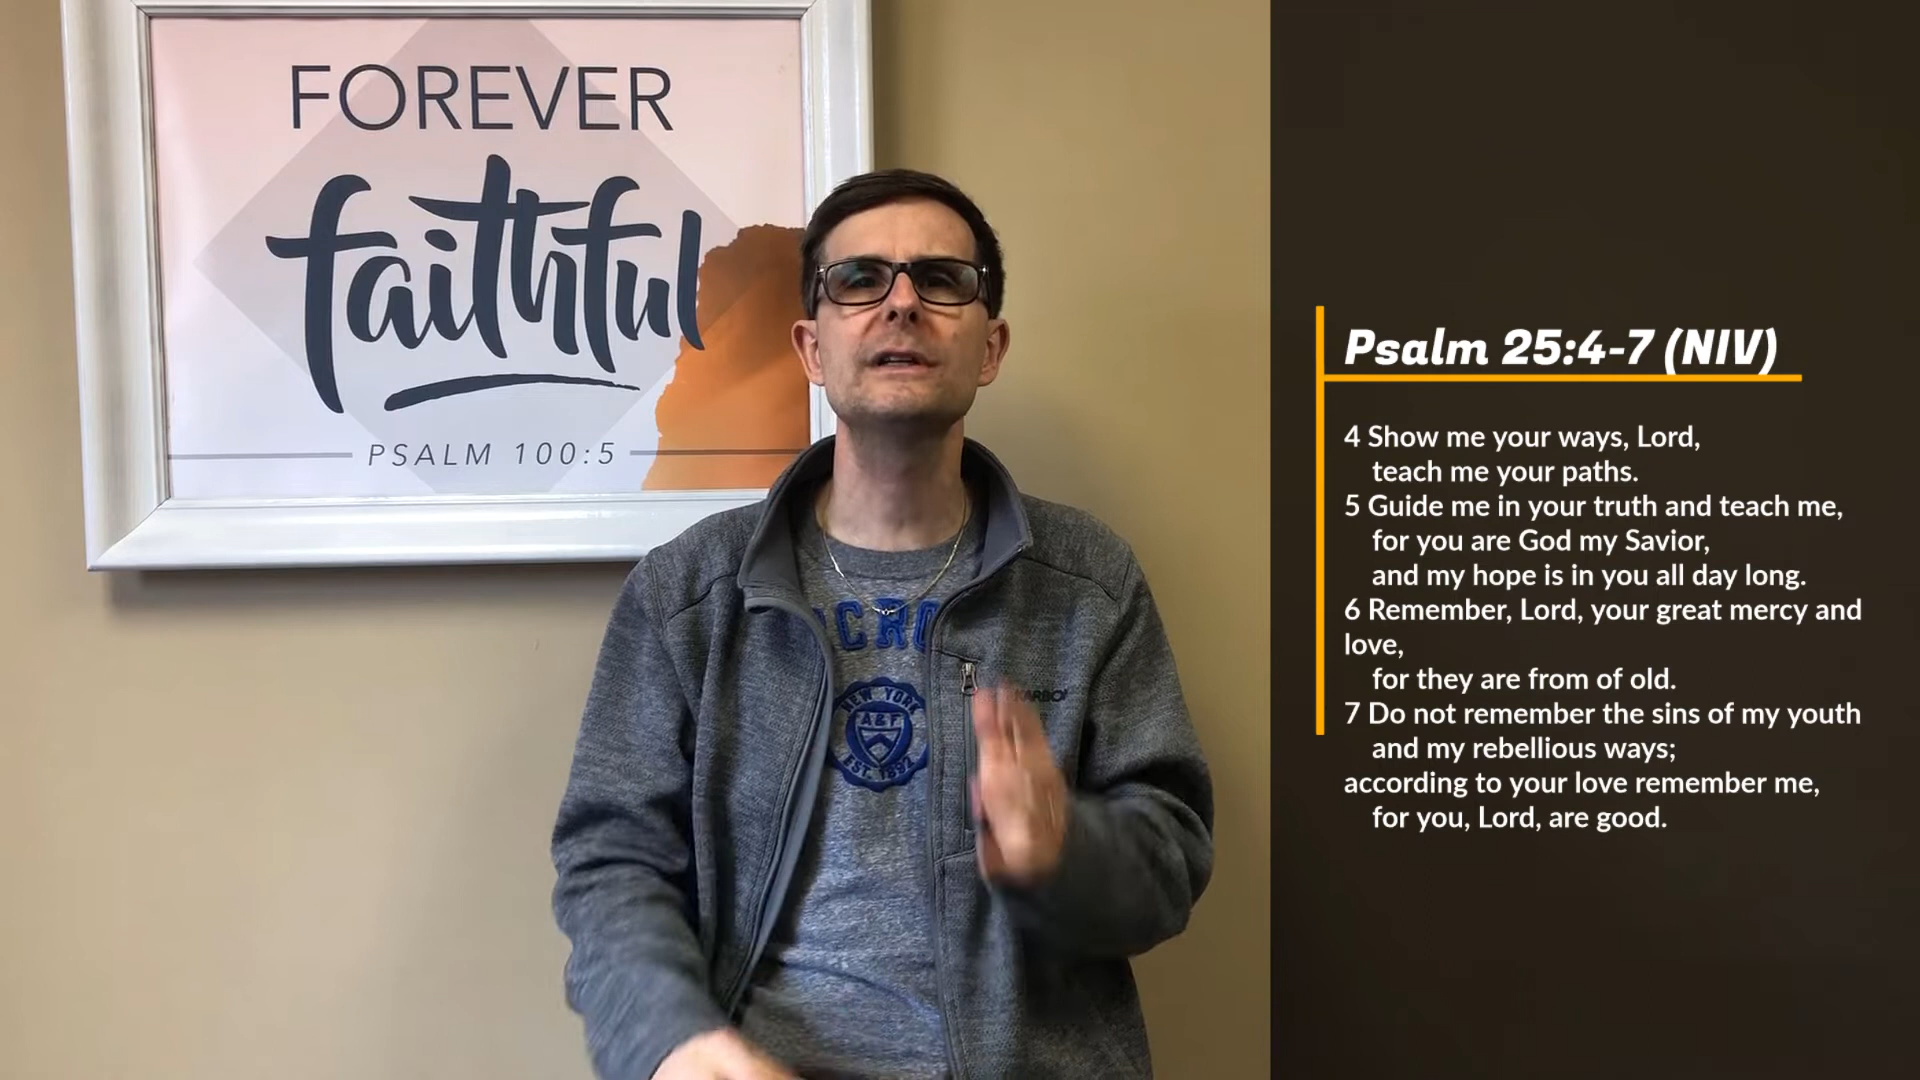 FOREVER
faithful
PSALM 100:5
NEW YORK
A&F
EST. 1892
Psalm 25:4-7 (NIV)
4 Show me your ways, Lord,
teach me your paths.
5 Guide me in your truth and teach me,
for you are God my Savior,
and my hope is in you all day long.
6 Remember, Lord, your great mercy and
love,
for they are from of old.
7 Do not remember the sins of my youth
and my rebellious ways;
according to your love remember me,
for you, Lord, are good.